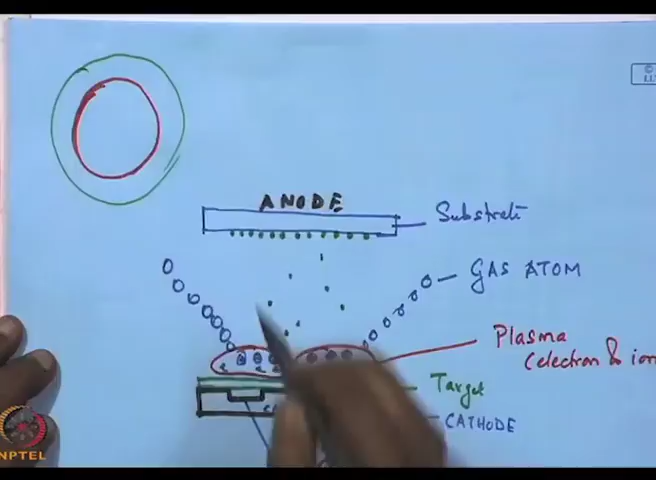 ©
ANODE
Substrate
GAS ATOM
Plasma
(electron & ion
Target
CATHODE
NPTEL